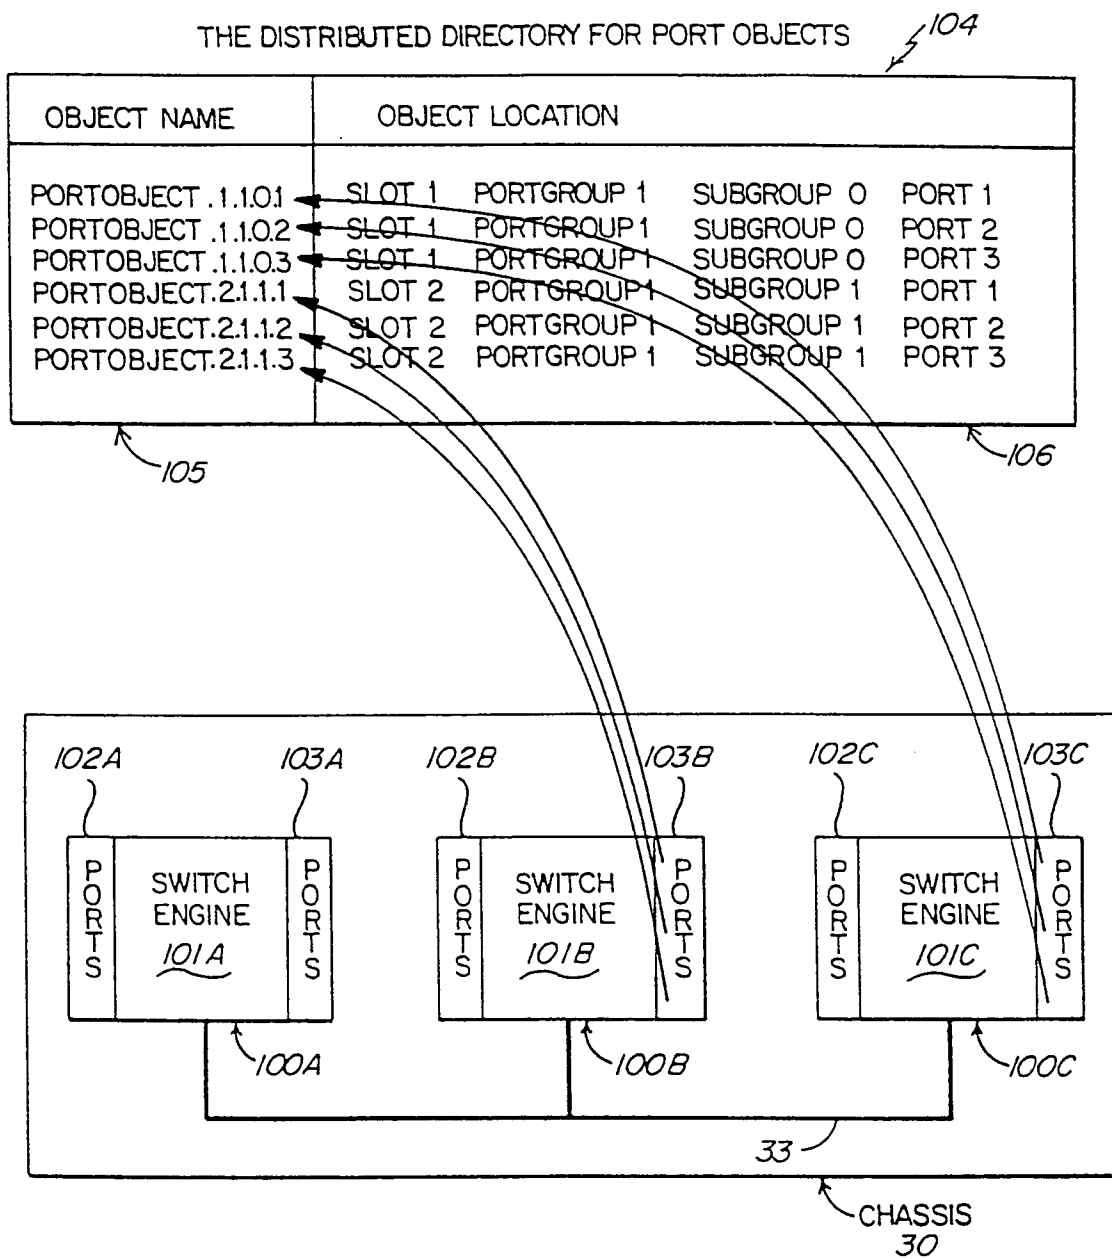 THE DISTRIBUTED DIRECTORY FOR PORT OBJECTS
104
OBJECT NAME OBJECT LOCATION
PORTOBJECT.1.1.0.1 SLOT 1 PORTGROUP 1 SUBGROUP 0 PORT 1
PORTOBJECT.1.1.0.2 SLOT 1 PORTGROUP 1 SUBGROUP 0 PORT 2
PORTOBJECT.1.1.0.3 SLOT 1 PORTGROUP 1 SUBGROUP 0 PORT 3
PORTOBJECT.2.1.1.1 SLOT 2 PORTGROUP 1 SUBGROUP 1 PORT 1
PORTOBJECT.2.1.1.2 SLOT 2 PORTGROUP 1 SUBGROUP 1 PORT 2
PORTOBJECT.2.1.1.3 SLOT 2 PORTGROUP 1 SUBGROUP 1 PORT 3
105 106
102A 103A 102B 103B 102C 103C
PORTS
SWITCH
ENGINE
101A
PORTS
PORTS
SWITCH
ENGINE
101B
PORTS
PORTS
SWITCH
ENGINE
101C
PORTS
100A 100B 100C
33
CHASSIS
30